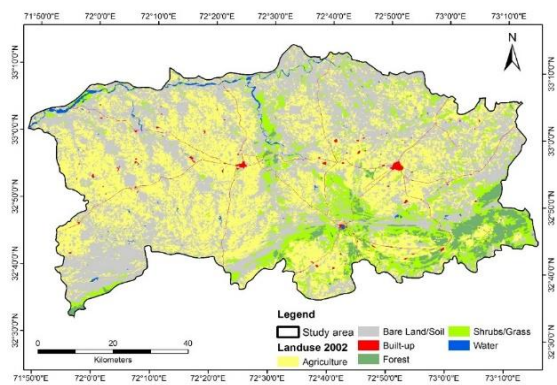 71°50'0"E 72°0'0"E 72°10'0"E 72°20'0"E 72°30'0"E 72°40'0"E 72°50'0"E 73°0'0"E 73°10'0"E
N
33°10'0"N 33°10'0"N
33°0'0"N 33°0'0"N
32°50'0"N 32°50'0"N
32°40'0"N 32°40'0"N
32°30'0"N 32°30'0"N
Legend
Study area
Landuse 2002
Agriculture
Bare Land/Soil
Built-up
Forest
Shrubs/Grass
Water
0 20 40
Kilometers
71°50'0"E 72°0'0"E 72°10'0"E 72°20'0"E 72°30'0"E 72°40'0"E 72°50'0"E 73°0'0"E 73°10'0"E